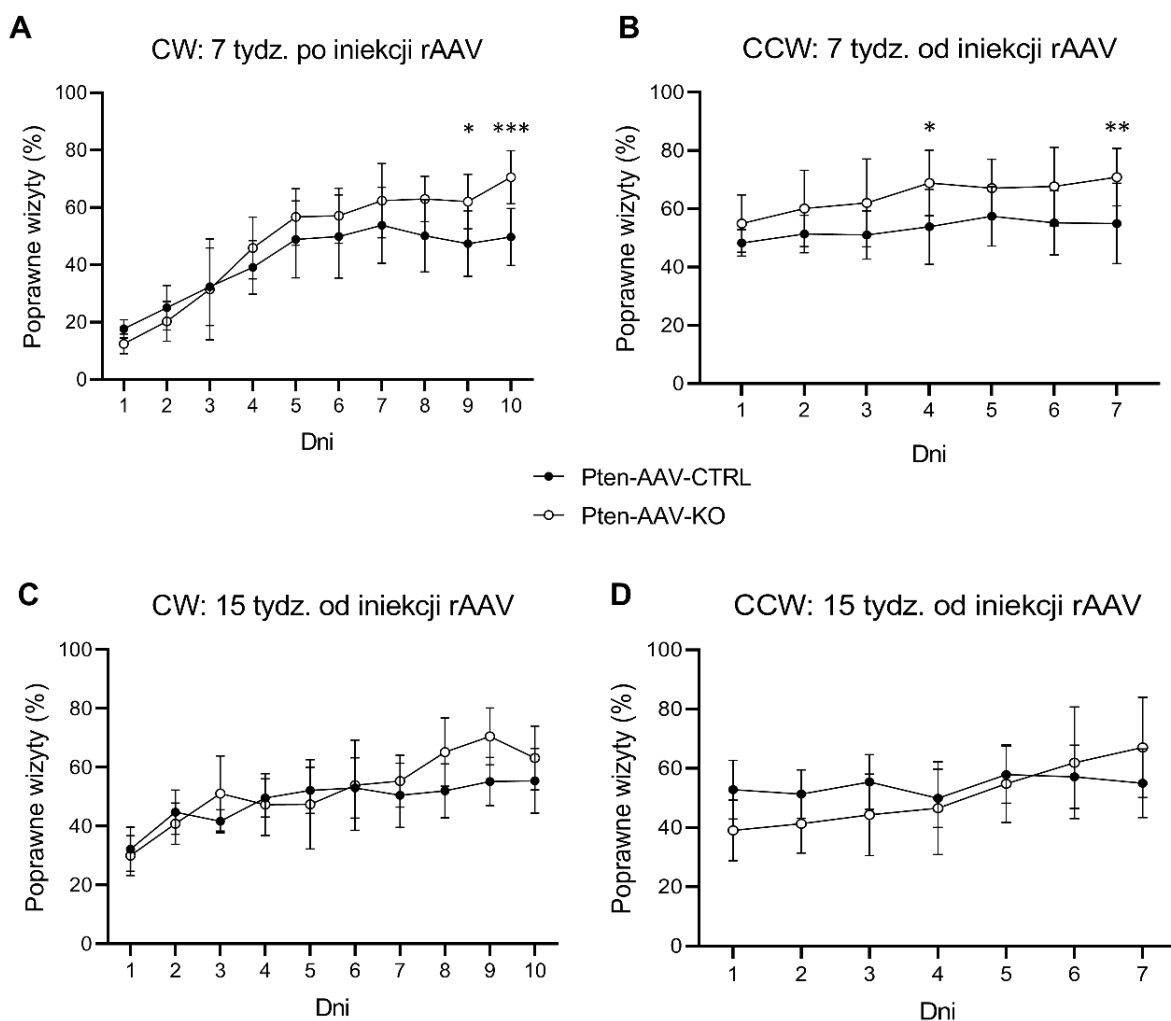 A
CW: 7 tydz. po iniekcji rAAV
Poprawne wizyty (%)
100
80
60
40
20
0
* ***
1 2 3 4 5 6 7 8 9 10
Dni
B
CCW: 7 tydz. od iniekcji rAAV
Poprawne wizyty (%)
100
80
60
40
20
0
* **
1 2 3 4 5 6 7
Dni
Pten-AAV-CTRL
Pten-AAV-KO
C
CW: 15 tydz. od iniekcji rAAV
Poprawne wizyty (%)
100
80
60
40
20
0
1 2 3 4 5 6 7 8 9 10
Dni
D
CCW: 15 tydz. od iniekcji rAAV
Poprawne wizyty (%)
100
80
60
40
20
0
1 2 3 4 5 6 7
Dni